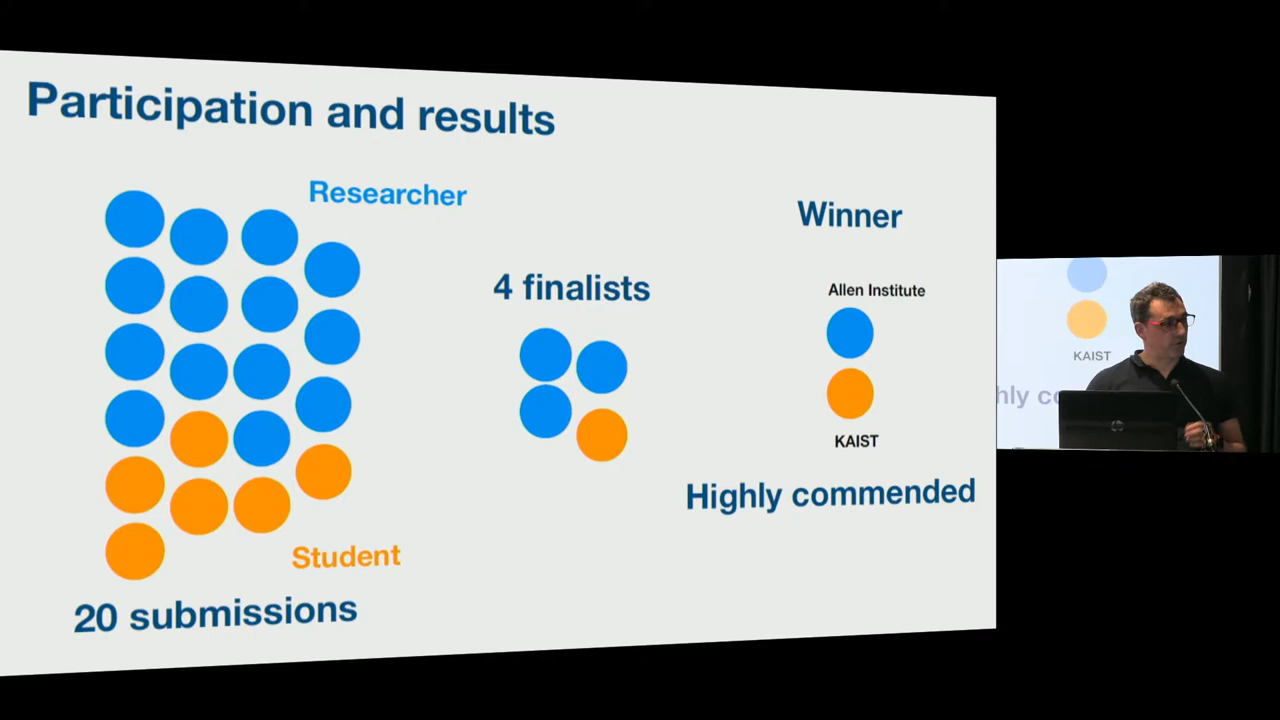 Participation and results
Researcher
Student
20 submissions
4 finalists
Winner
Allen Institute
KAIST
Highly commended
KAIST
hly co